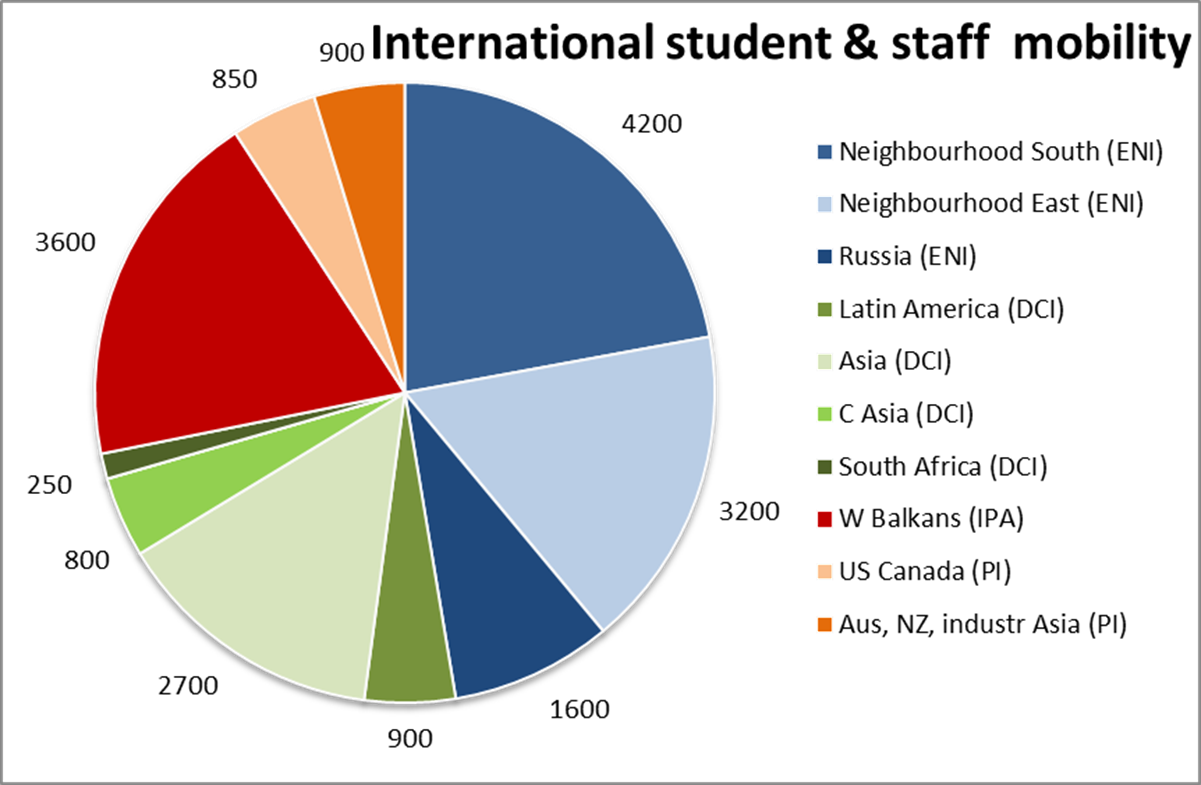 International student & staff  mobility
900
850
4200
3600
3200
250
800
2700
1600
900
Neighbourhood South (ENI)
Neighbourhood East (ENI)
Russia (ENI)
Latin America (DCI)
Asia (DCI)
C Asia (DCI)
South Africa (DCI)
W Balkans (IPA)
US Canada (PI)
Aus, NZ, industr Asia (PI)